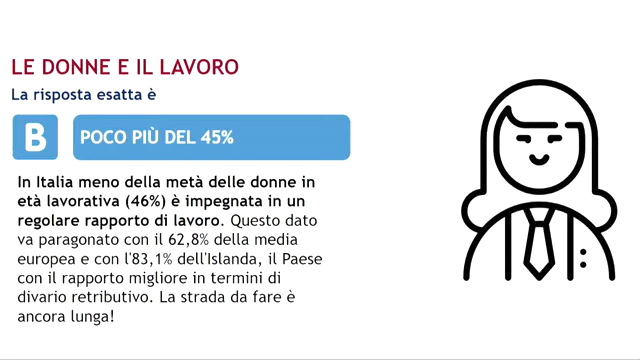 LE DONNE E IL LAVORO
La risposta esatta è
B
POCO PIÙ DEL 45%
In Italia meno della metà delle donne in
età lavorativa (46%) è impegnata in un
regolare rapporto di lavoro. Questo dato
va paragonato con il 62,8% della media
europea e con l'83,1% dell'Islanda, il Paese
con il rapporto migliore in termini di
divario retributivo. La strada da fare è
ancora lunga!